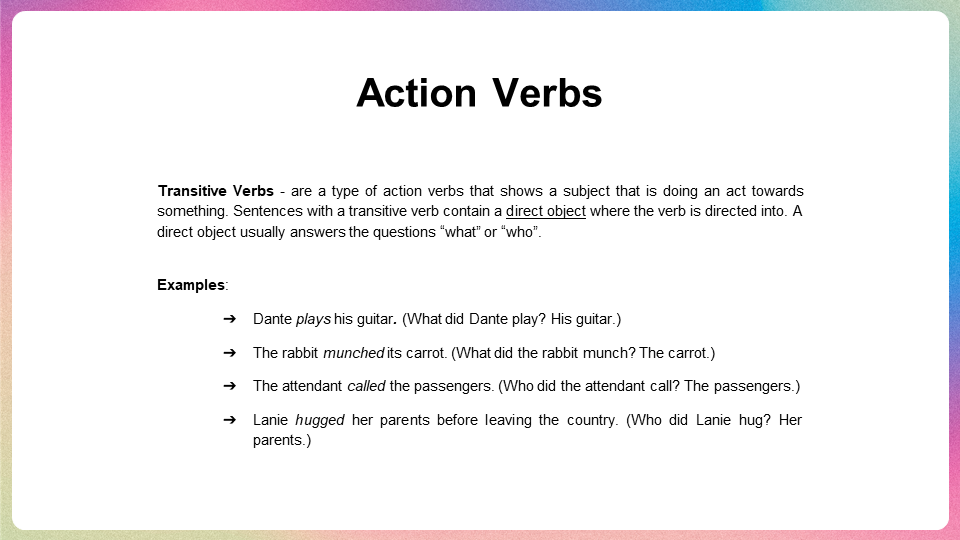 Action Verbs
Transitive Verbs - are a type of action verbs that shows a subject that is doing an act towards
something. Sentences with a transitive verb contain a direct object where the verb is directed into. A
direct object usually answers the questions “what” or “who”.
Examples:
➔ Dante plays his guitar. (What did Dante play? His guitar.)
➔ The rabbit munched its carrot. (What did the rabbit munch? The carrot.)
➔ The attendant called the passengers. (Who did the attendant call? The passengers.)
➔ Lanie hugged her parents before leaving the country. (Who did Lanie hug? Her
parents.)